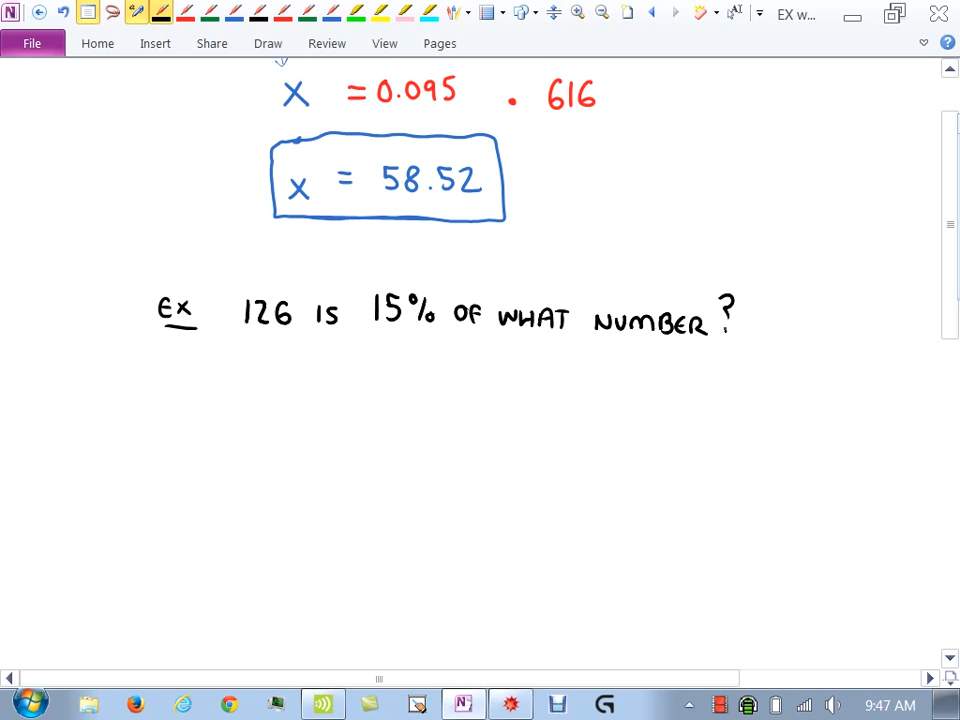 EX w...
File Home Insert Share Draw Review View Pages
x = 0.095 . 616
x = 58.52
Ex 126 IS 15% OF WHAT NUMBER?
9:47 AM